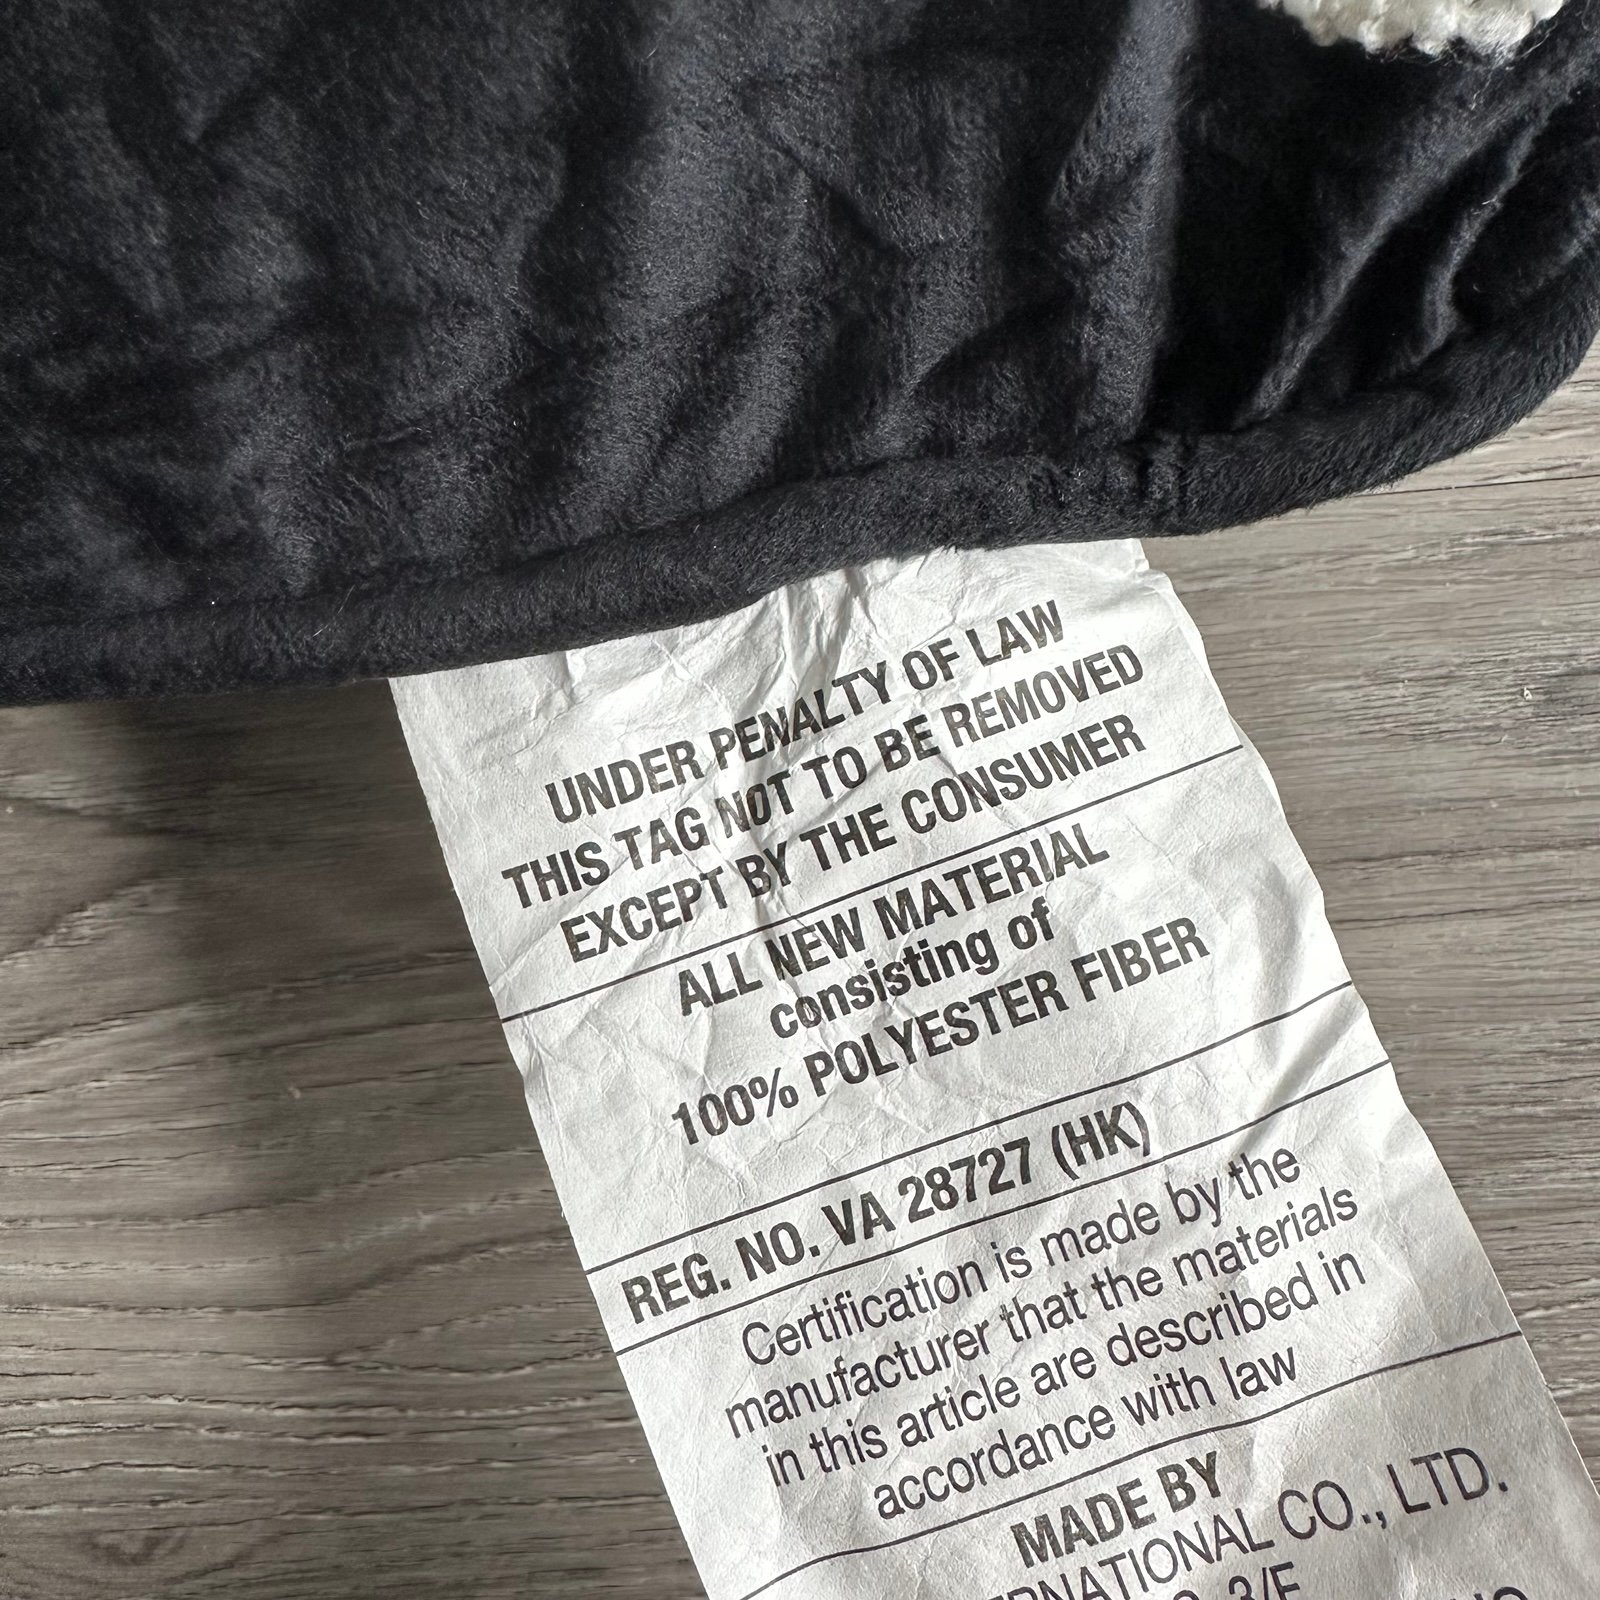 UNDER PENALTY OF LAW
THIS TAG NOT TO BE REMOVED
EXCEPT BY THE CONSUMER
ALL NEW MATERIAL
consisting of
100% POLYESTER FIBER
REG. NO. VA 28727 (HK)
Certification is made by the
manufacturer that the materials
in this article are described in
accordance with law
MADE BY
CO., LTD.
3/F